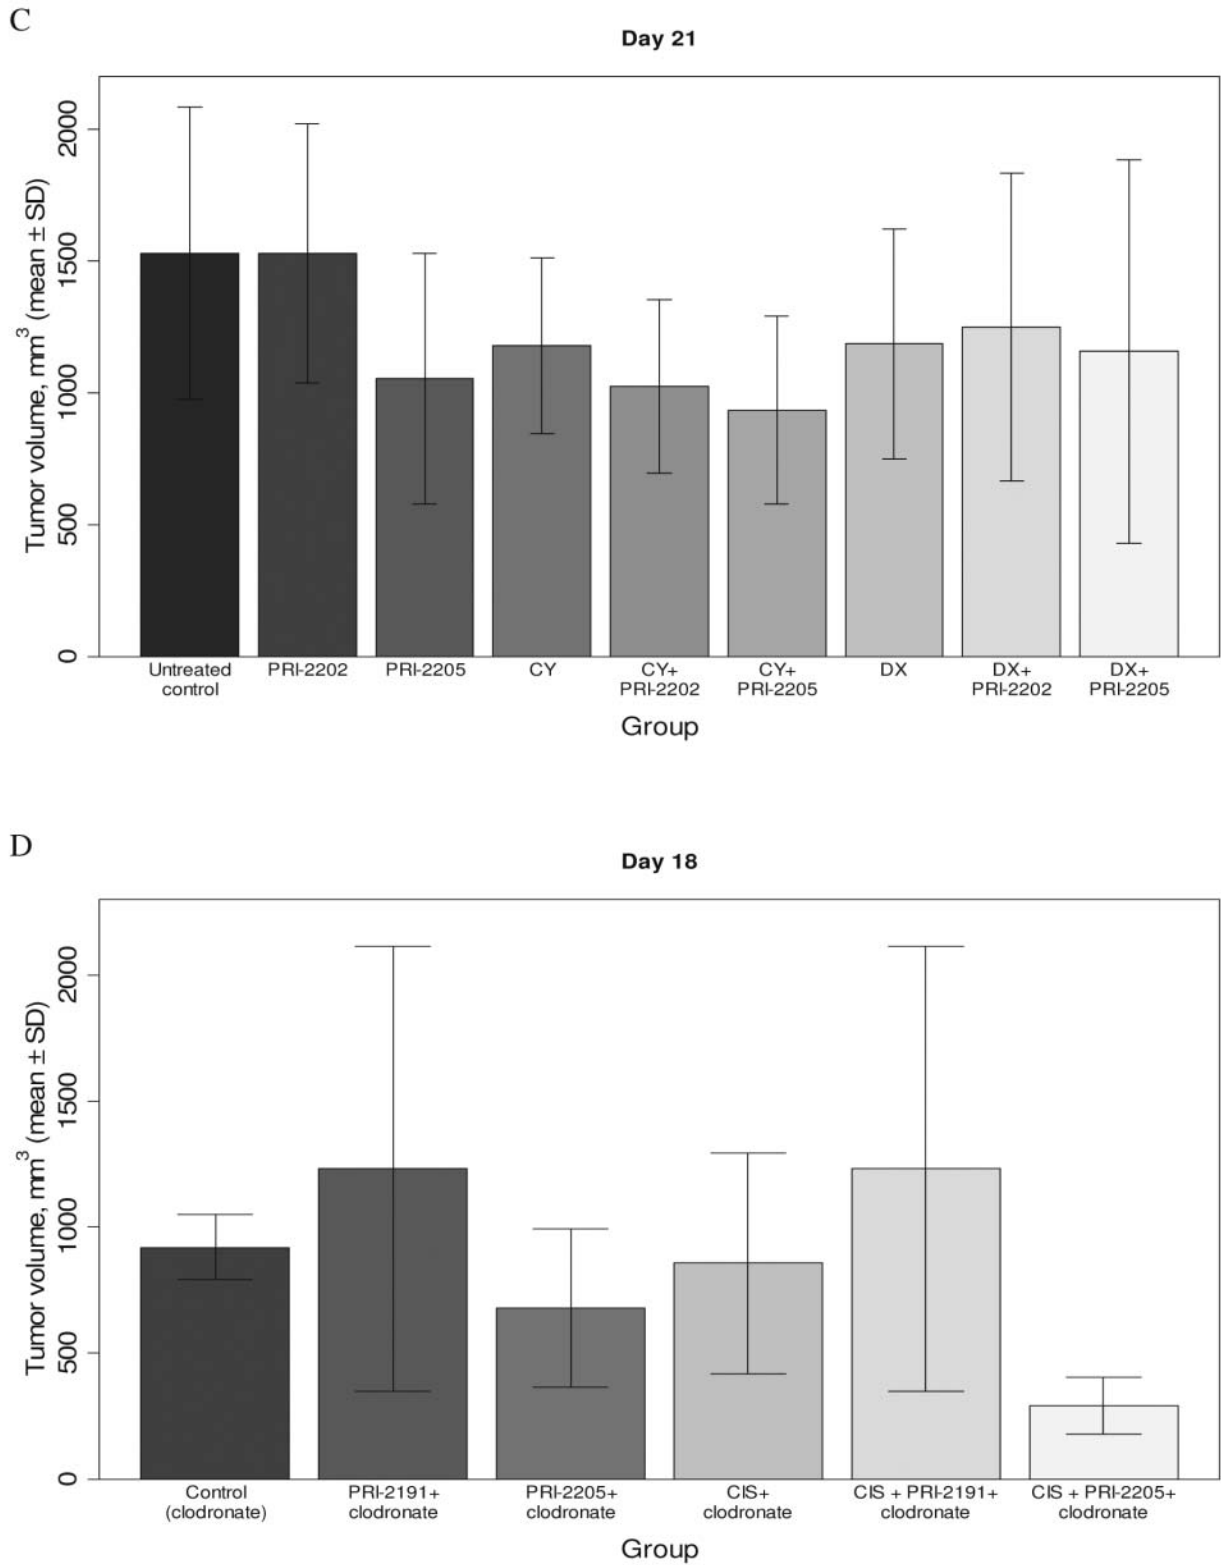 C
Day 21
Tumor volume, mm³ (mean ± SD)
2000
1500
1000
500
0
Untreated control
PRI-2202
PRI-2205
CY
CY+ PRI-2202
CY+ PRI-2205
DX
DX+ PRI-2202
DX+ PRI-2205
Group
D
Day 18
Tumor volume, mm³ (mean ± SD)
2000
1500
1000
500
0
Control (clodronate)
PRI-2191+ clodronate
PRI-2205+ clodronate
CIS+ clodronate
CIS + PRI-2191+ clodronate
CIS + PRI-2205+ clodronate
Group